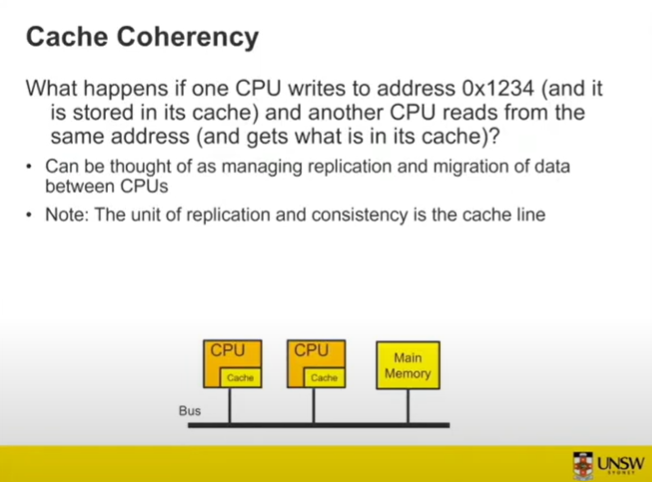 Cache Coherency
What happens if one CPU writes to address 0x1234 (and it
is stored in its cache) and another CPU reads from the
same address (and gets what is in its cache)?
• Can be thought of as managing replication and migration of data
between CPUs
• Note: The unit of replication and consistency is the cache line
CPU
Cache
CPU
Cache
Main
Memory
Bus
UNSW
SYDNEY